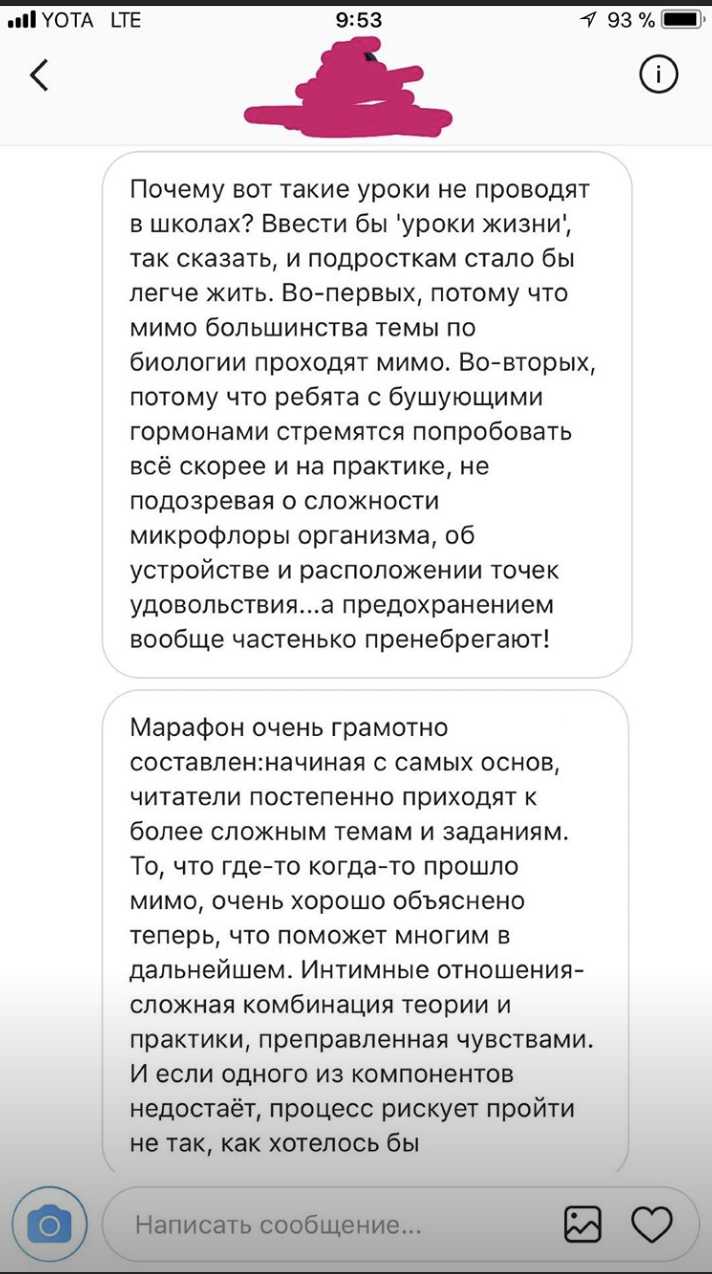 YOTA LTE 9:53 93 %
Почему вот такие уроки не проводят
в школах? Ввести бы 'уроки жизни',
так сказать, и подросткам стало бы
легче жить. Во-первых, потому что
мимо большинства темы по
биологии проходят мимо. Во-вторых,
потому что ребята с бушующими
гормонами стремятся попробовать
всё скорее и на практике, не
подозревая о сложности
микрофлоры организма, об
устройстве и расположении точек
удовольствия...а предохранением
вообще частенько пренебрегают!
Марафон очень грамотно
составлен:начиная с самых основ,
читатели постепенно приходят к
более сложным темам и заданиям.
То, что где-то когда-то прошло
мимо, очень хорошо объяснено
теперь, что поможет многим в
дальнейшем. Интимные отношения-
сложная комбинация теории и
практики, преправленная чувствами.
И если одного из компонентов
недостаёт, процесс рискует пройти
не так, как хотелось бы
Написать сообщение...